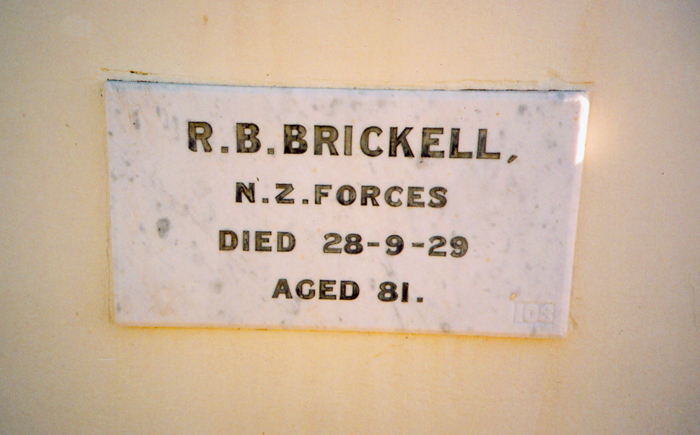 R.B.BRICKELL,
N.Z.FORCES
DIED 28-9-29
AGED 81.
103